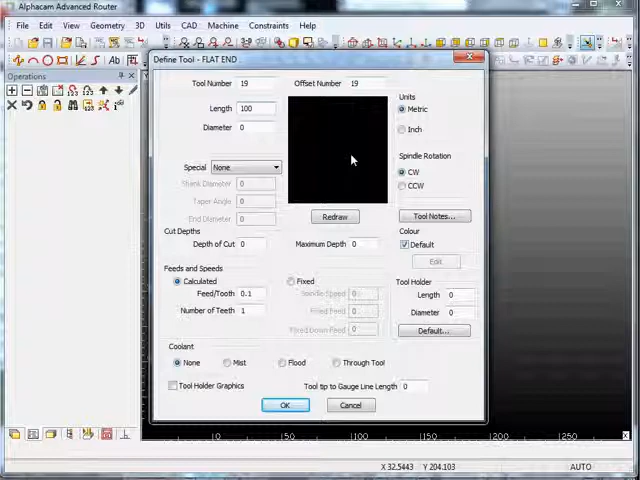 Alphacam Advanced Router
File Edit View Geometry 3D Utils CAD Machine Constraints Help
Operations
Define Tool - FLAT END
Tool Number 19 Offset Number 19
Length 100
Diameter 0
Units
Metric
Inch
Special None
Shank Diameter 0
Taper Angle 0
End Diameter 0
Spindle Rotation
CW
CCW
Redraw
Tool Notes...
Cut Depths
Depth of Cut 0 Maximum Depth 0
Colour
Default
Edit
Feeds and Speeds
Calculated Fixed
Feed/Tooth 0.1 Spindle Speed 0
Number of Teeth 1 Fixed Feed 0
Fixed Down Feed 0
Tool Holder
Length 0
Diameter 0
Default...
Coolant
None Mist Flood Through Tool
Tool Holder Graphics Tool tip to Gauge Line Length 0
OK Cancel
0 50 100 150 200 250
X 32.5443 Y 204.103 AUTO